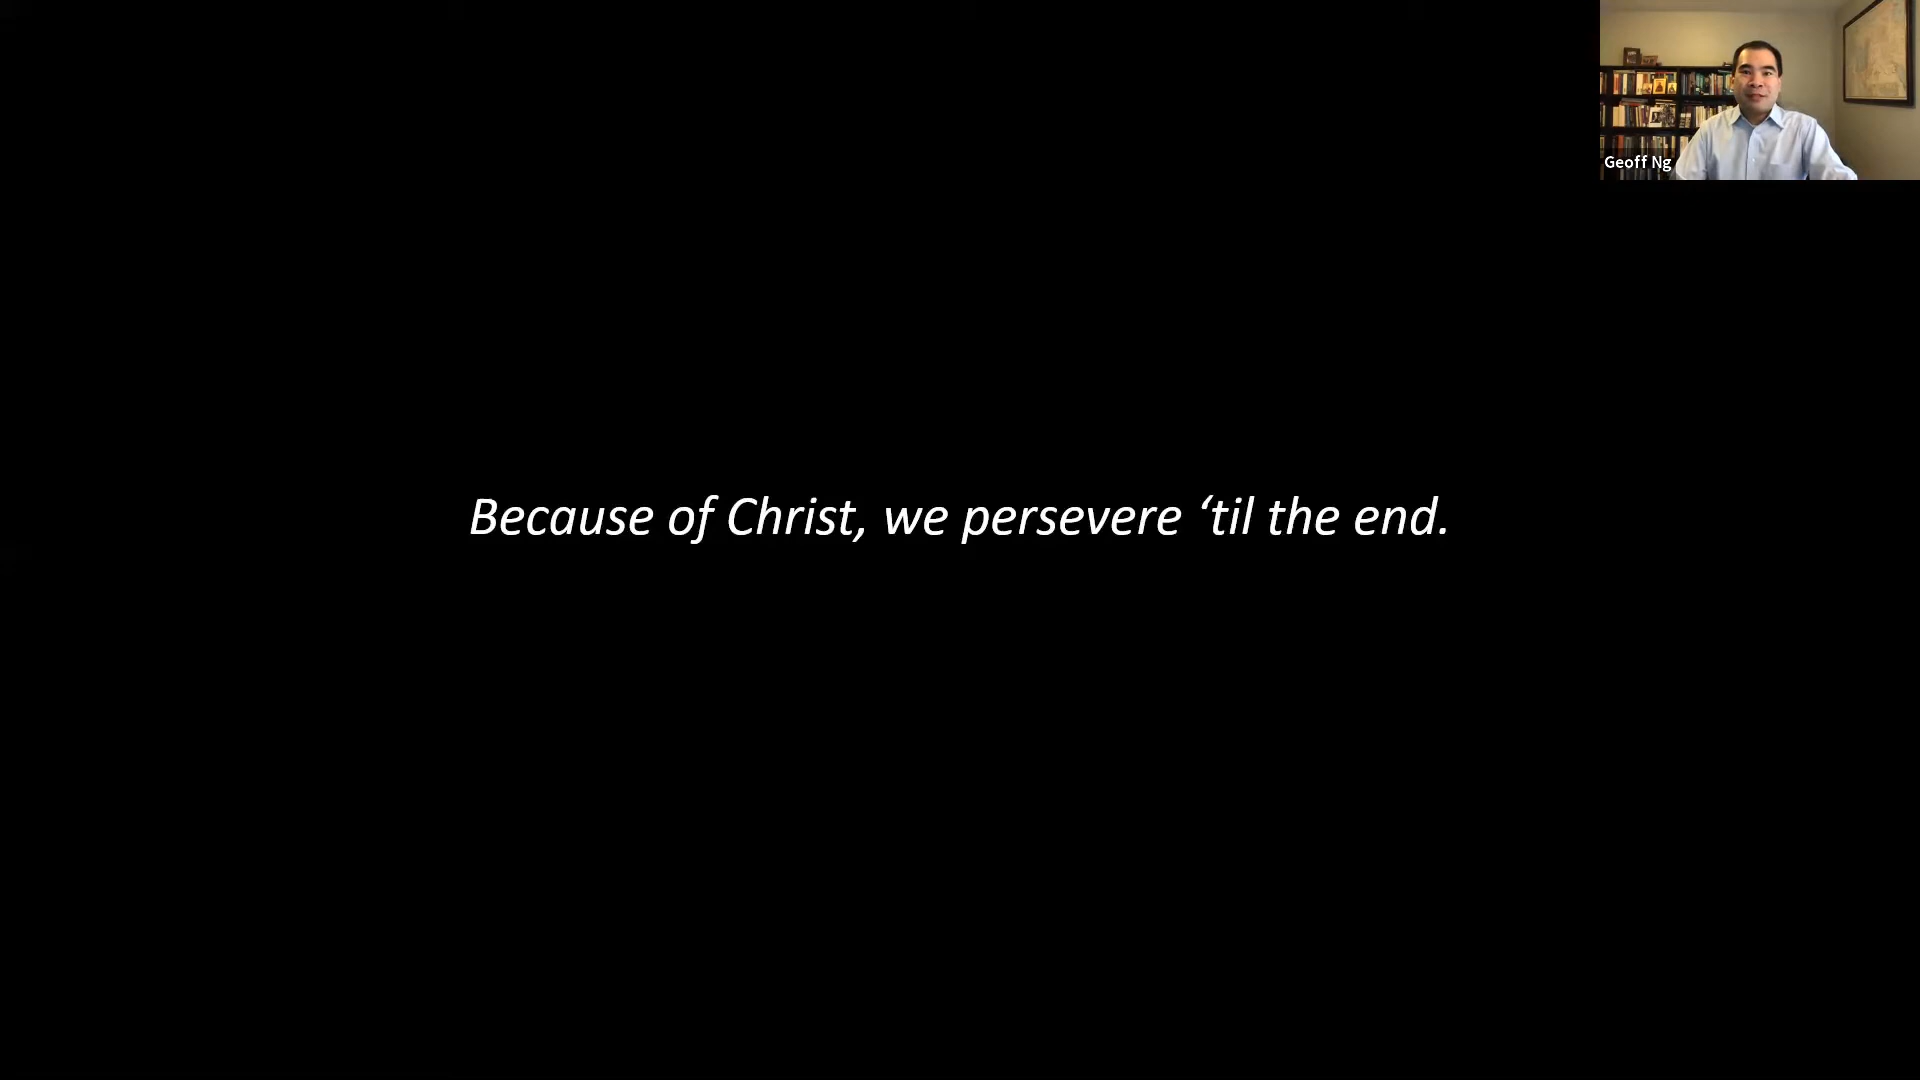 Geoff Ng
Because of Christ, we persevere ‘til the end.